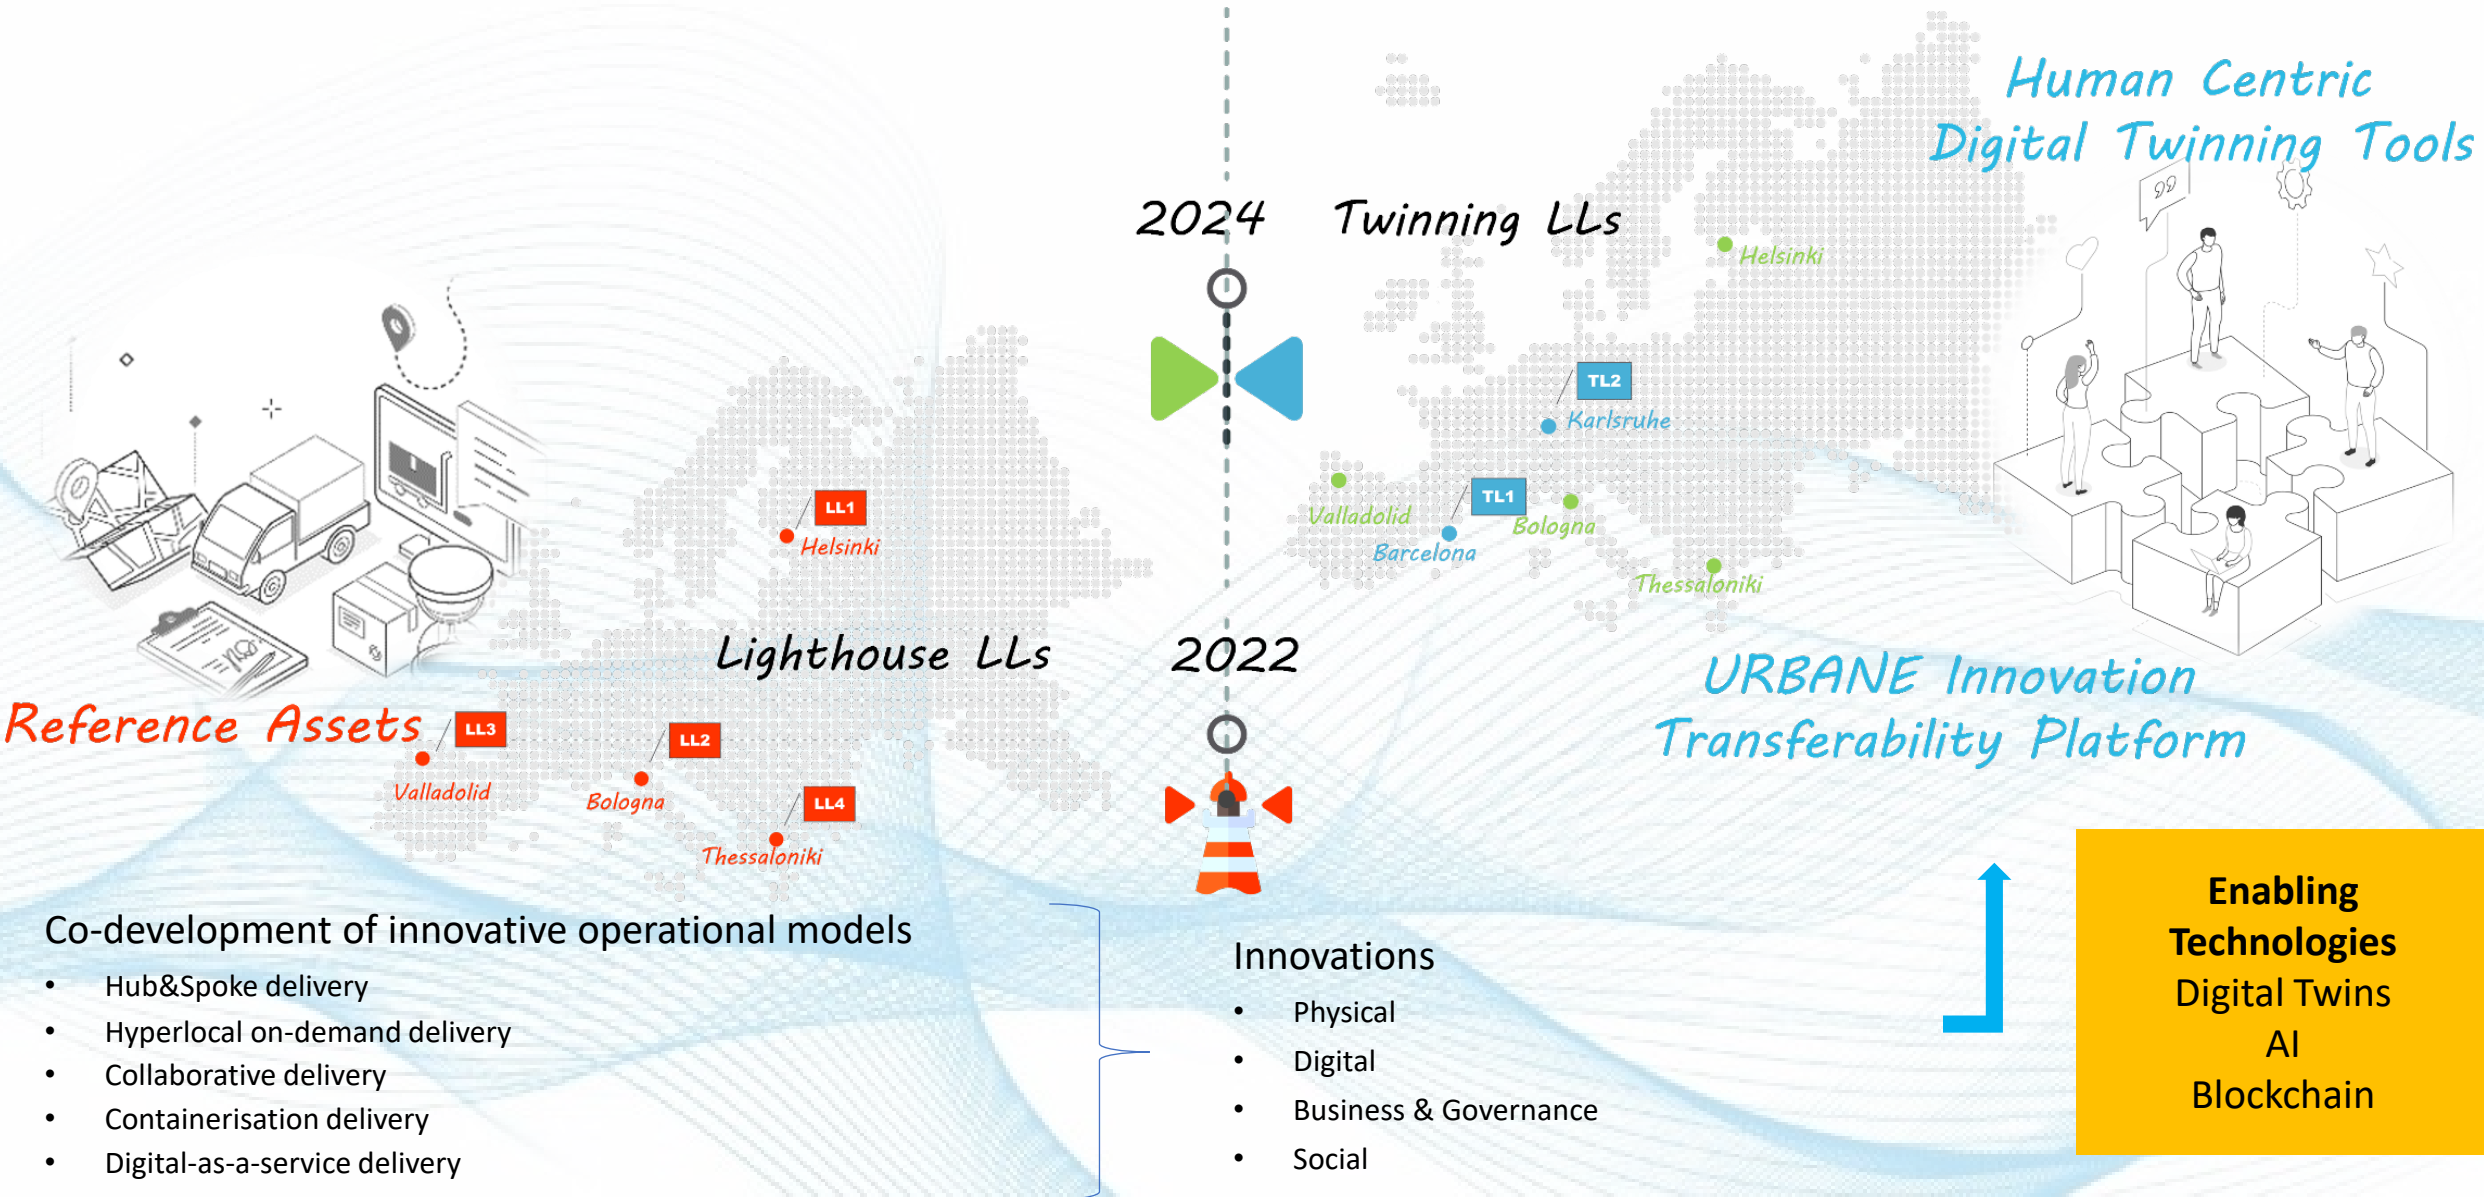 Human Centric
Digital Twinning Tools
2024 Twinning LLs
Helsinki
TL2
Karlsruhe
TL1
Valladolid
Bologna
Barcelona
Thessaloniki
LL1
Helsinki
Lighthouse LLs 2022
URBANE Innovation
Transferability Platform
Reference Assets
LL3
LL2
Valladolid
Bologna
LL4
Thessaloniki
Co-development of innovative operational models
• Hub&Spoke delivery
• Hyperlocal on-demand delivery
• Collaborative delivery
• Containerisation delivery
• Digital-as-a-service delivery
Innovations
• Physical
• Digital
• Business & Governance
• Social
Enabling
Technologies
Digital Twins
AI
Blockchain